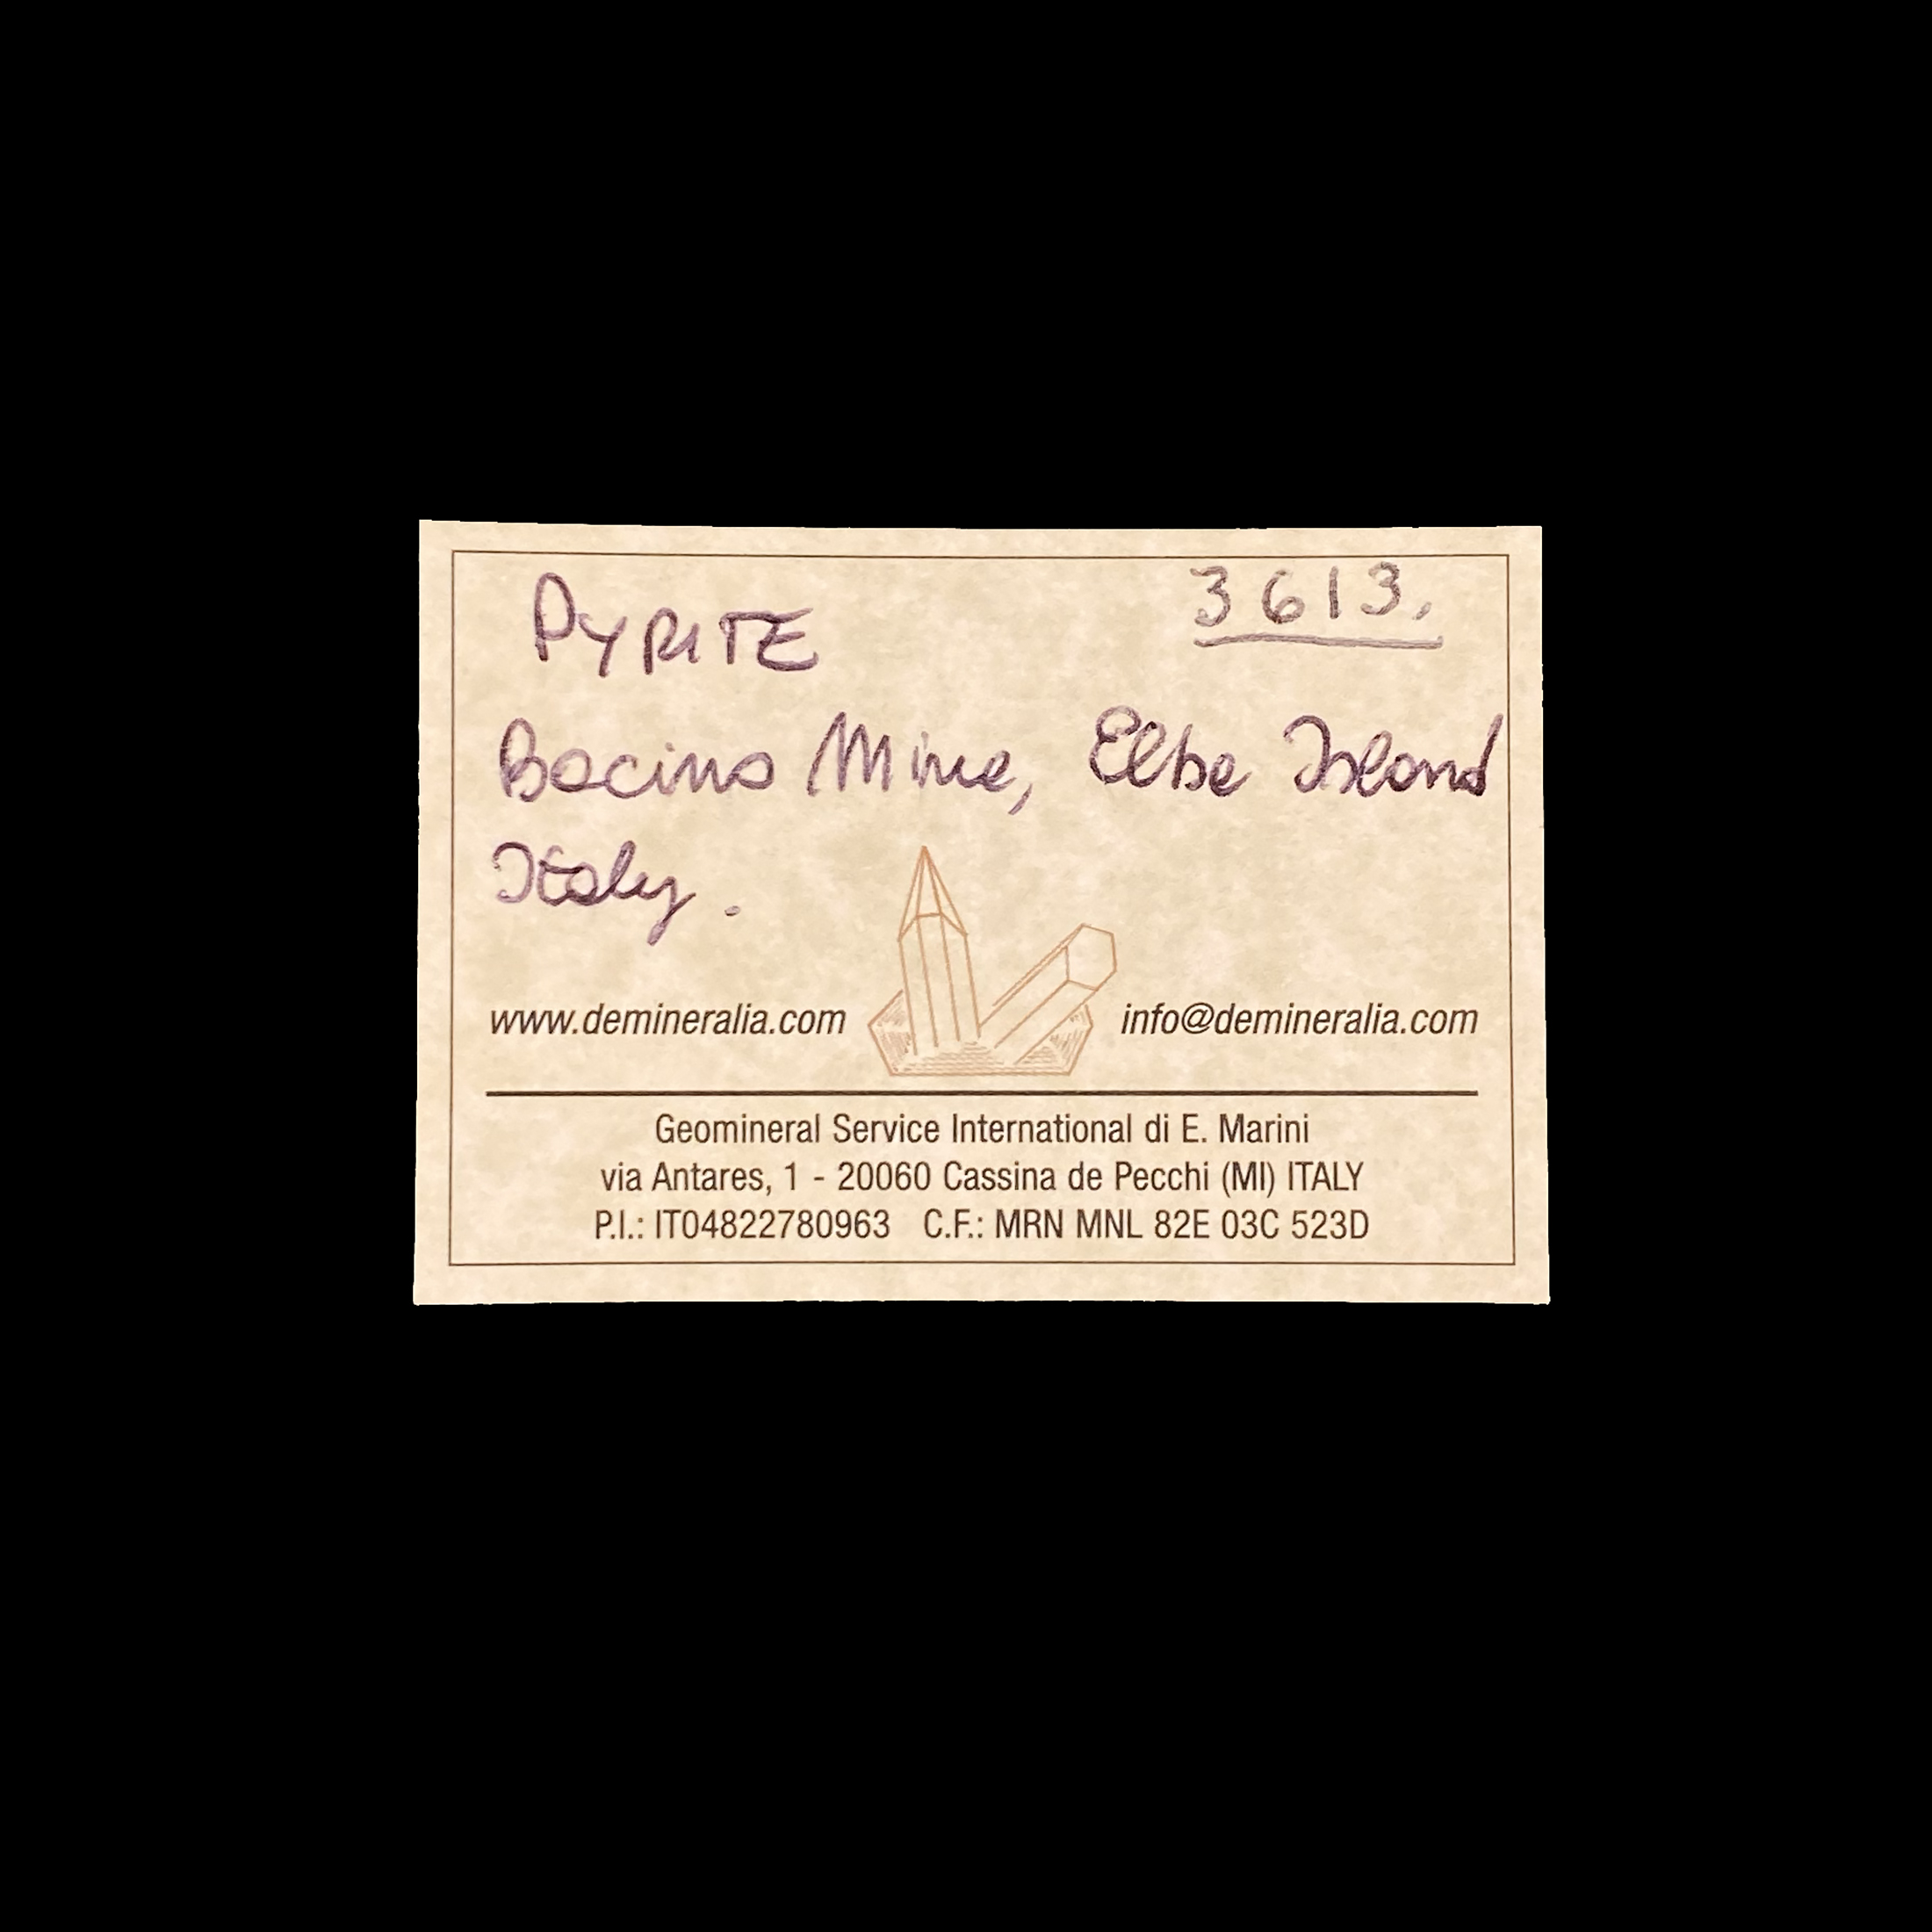 PYRITE 3613.
Bacino Mine, Elba Island
Italy.
www.demineralia.com info@demineralia.com
Geomineral Service International di E. Marini
via Antares, 1 - 20060 Cassina de Pecchi (MI) ITALY
P.I.: IT04822780963 C.F.: MRN MNL 82E 03C 523D